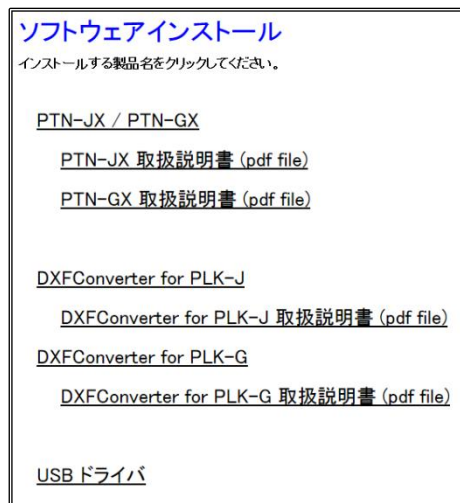 ソフトウェアインストール
インストールする製品名をクリックしてください。
PTN-JX / PTN-GX
PTN-JX 取扱説明書 (pdf file)
PTN-GX 取扱説明書 (pdf file)
DXFConverter for PLK-J
DXFConverter for PLK-J 取扱説明書 (pdf file)
DXFConverter for PLK-G
DXFConverter for PLK-G 取扱説明書 (pdf file)
USB ドライバ